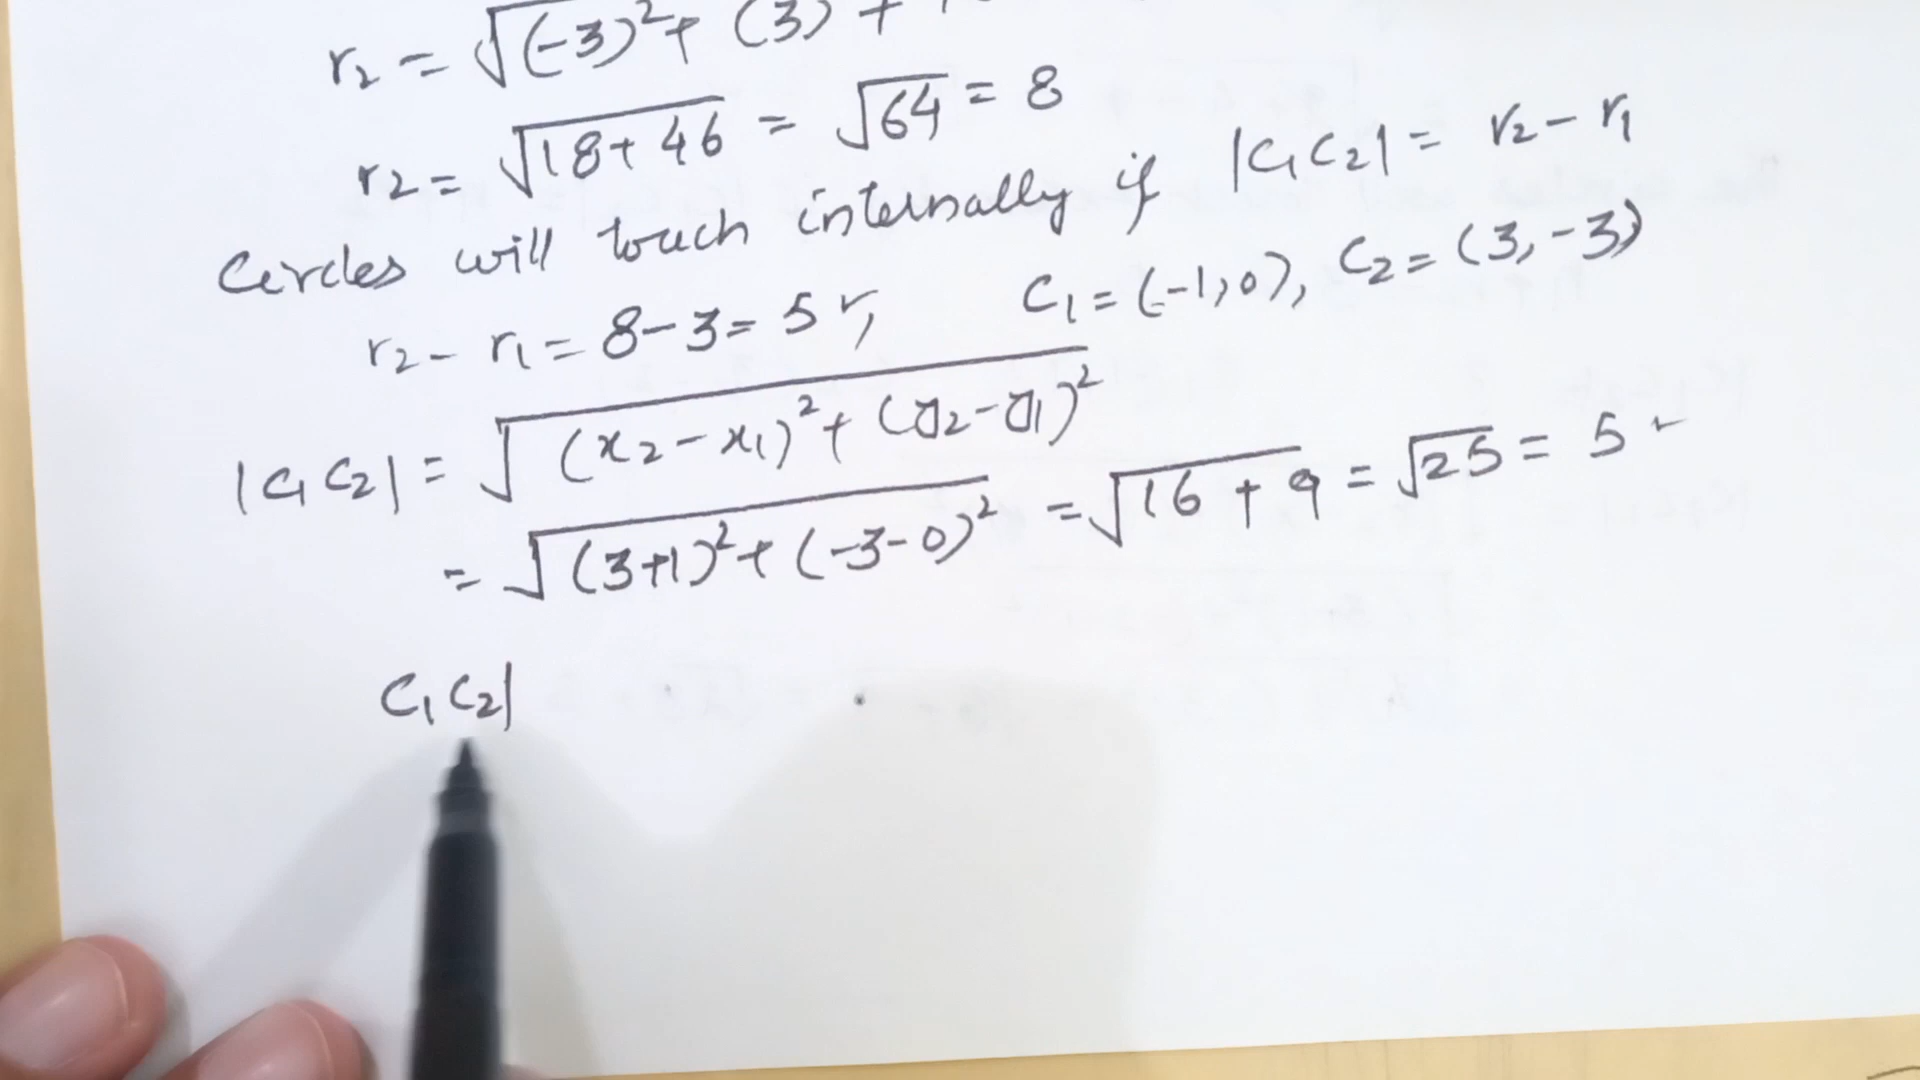 r₂ = √(-3)² + (3) +
r₂ = √18+46 = √64 = 8
Circles will touch internally if |C₁C₂| = r₂ - r₁
r₂ - r₁ = 8-3 = 5 C₁ = (-1,0), C₂ = (3,-3)
|C₁C₂| = √(x₂-x₁)² + (y₂-y₁)²
= √(3+1)² + (-3-0)² = √16+9 = √25 = 5
C₁C₂|